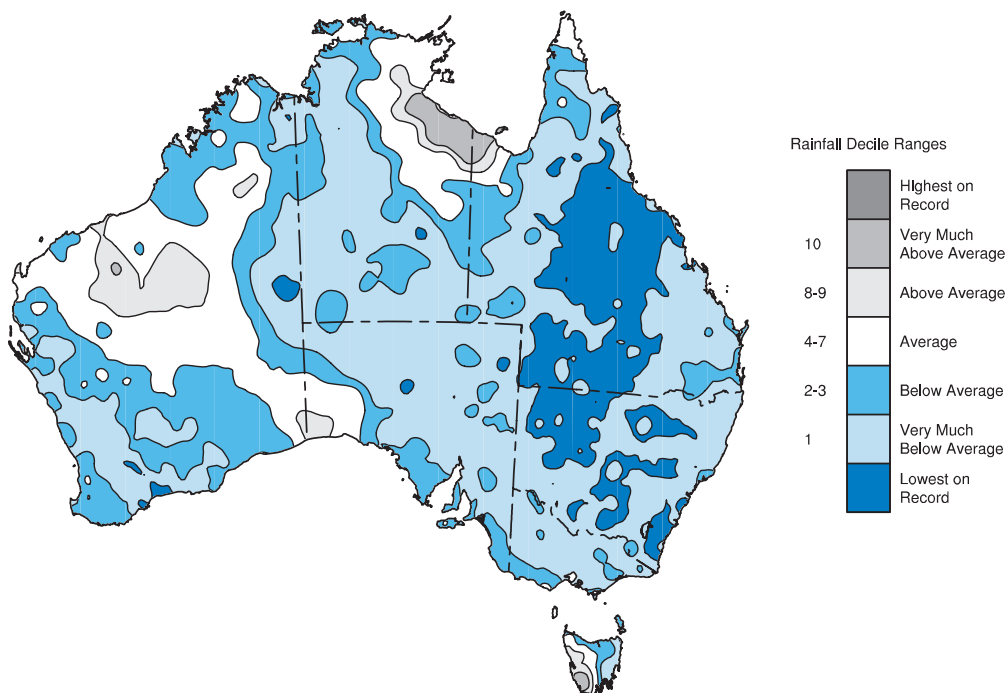 Rainfall Decile Ranges
Highest on
Record
10
Very Much
Above Average
8-9
Above Average
4-7
Average
2-3
Below Average
1
Very Much
Below Average
Lowest on
Record